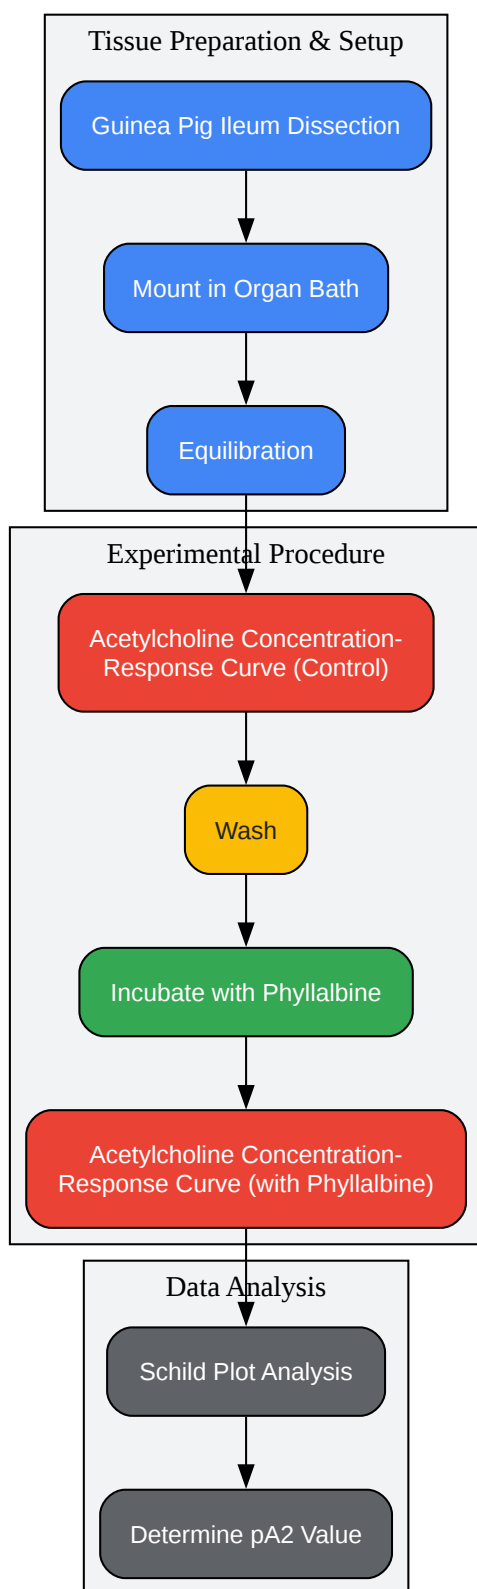 Tissue Preparation & Setup
Guinea Pig Ileum Dissection
Mount in Organ Bath
Equilibration
Experimental Procedure
Acetylcholine Concentration-
Response Curve (Control)
Wash
Incubate with Phyllalbine
Acetylcholine Concentration-
Response Curve (with Phyllalbine)
Data Analysis
Schild Plot Analysis
Determine pA2 Value